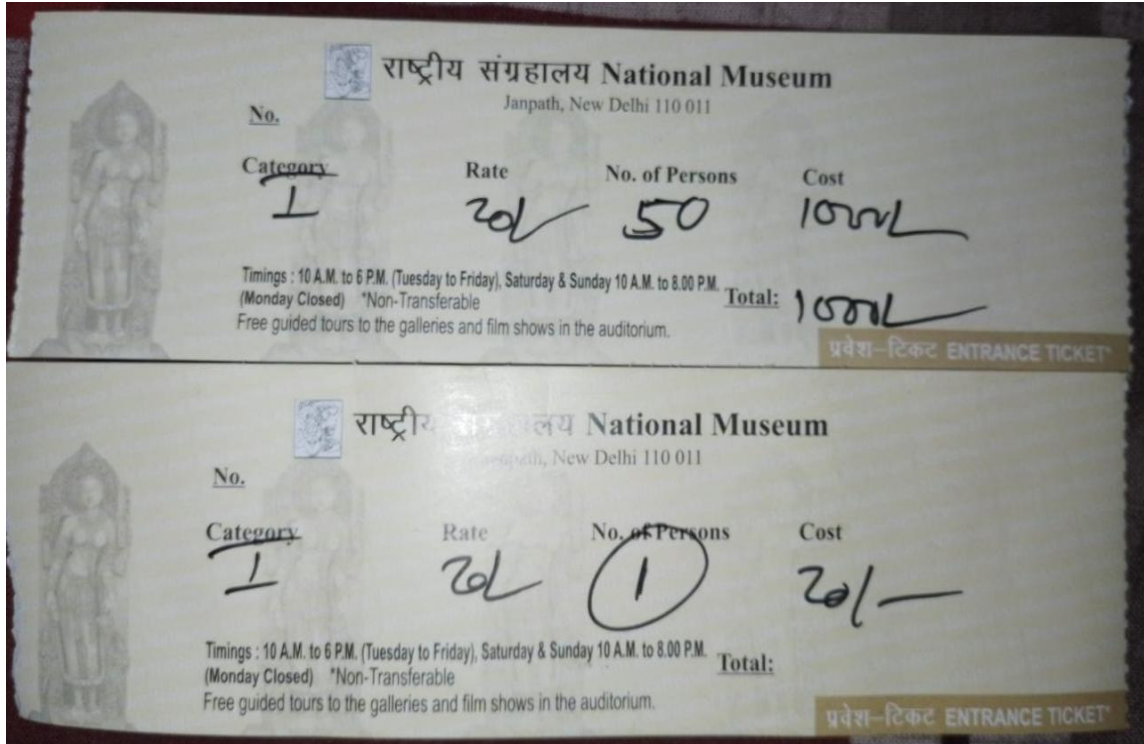 राष्ट्रीय संग्रहालय National Museum
Janpath, New Delhi 110 011
No.
Category Rate No. of Persons Cost
I 20/- 50 1000/-
Timings : 10 A.M. to 6 P.M. (Tuesday to Friday), Saturday & Sunday 10 A.M. to 8.00 P.M.
(Monday Closed) *Non-Transferable Total: 1000/-
Free guided tours to the galleries and film shows in the auditorium.
प्रवेश–टिकट ENTRANCE TICKET*
राष्ट्रीय संग्रहालय National Museum
Janpath, New Delhi 110 011
No.
Category Rate No. of Persons Cost
I 20/- 1 20/-
Timings : 10 A.M. to 6 P.M. (Tuesday to Friday), Saturday & Sunday 10 A.M. to 8.00 P.M.
(Monday Closed) *Non-Transferable Total:
Free guided tours to the galleries and film shows in the auditorium.
प्रवेश–टिकट ENTRANCE TICKET*